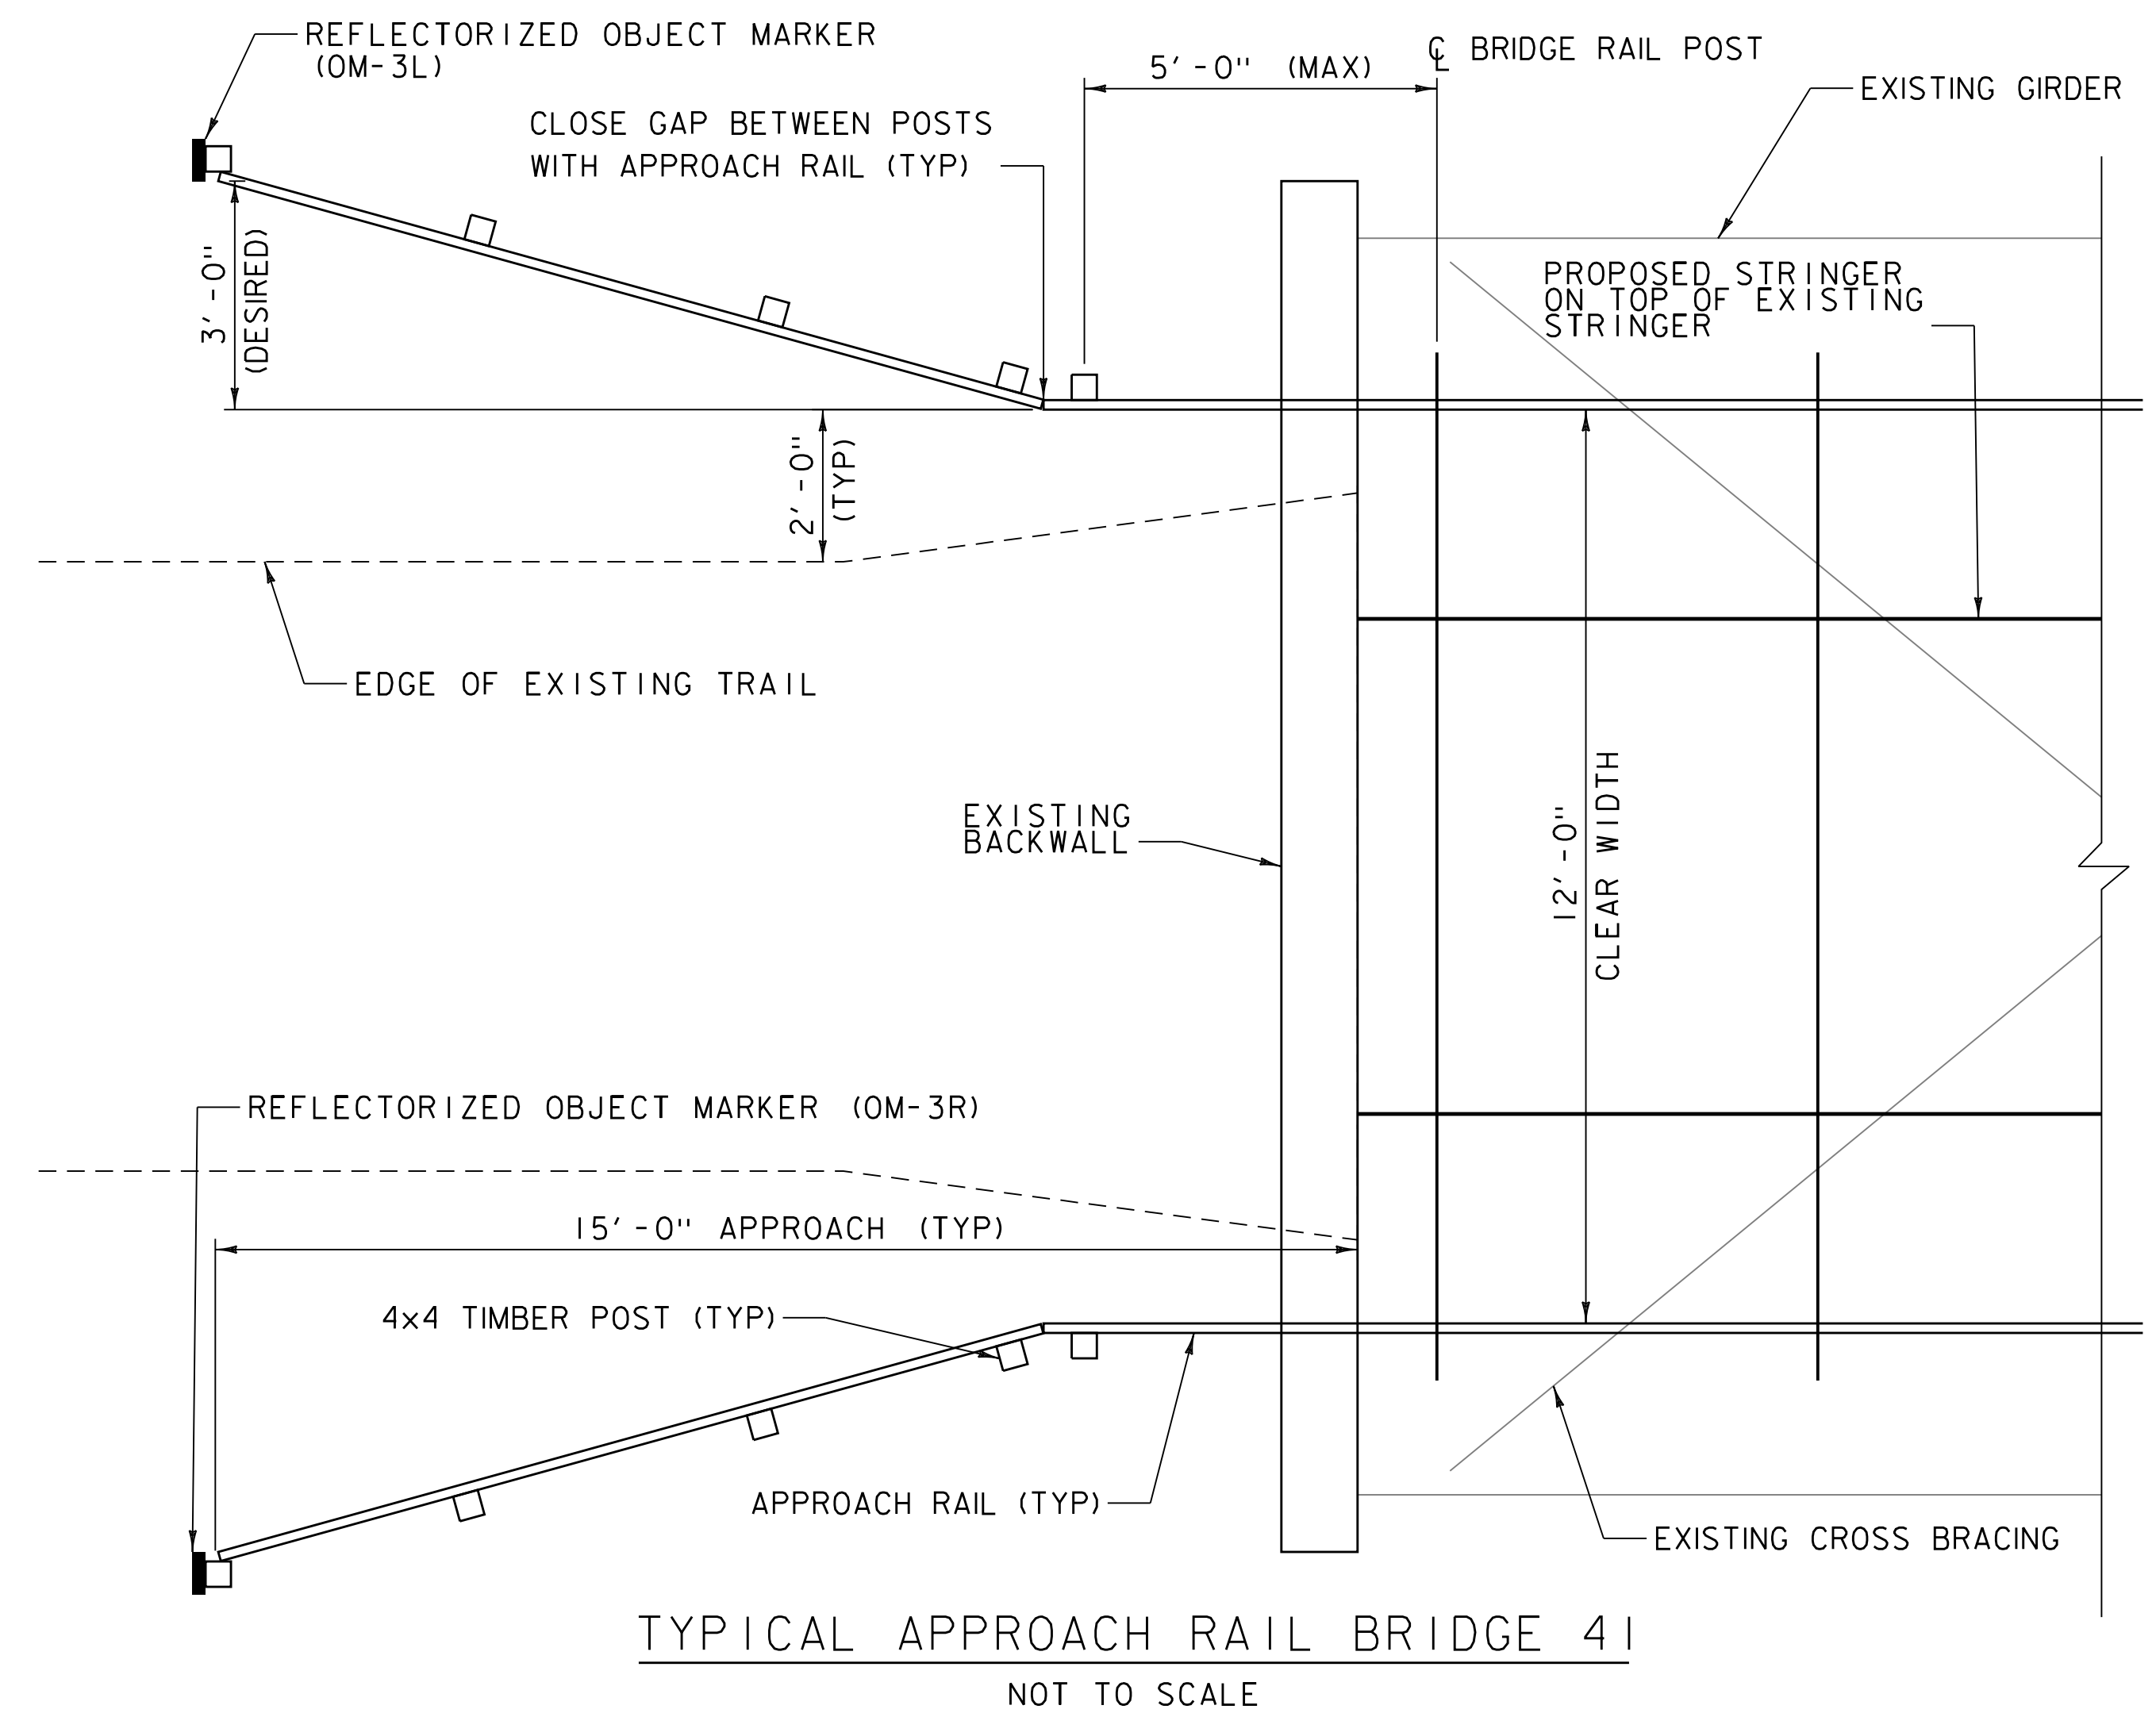 REFLECTORIZED OBJECT MARKER
(OM-3L)
5'-0" (MAX)
℄ BRIDGE RAIL POST
EXISTING GIRDER
CLOSE GAP BETWEEN POSTS
WITH APPROACH RAIL (TYP)
3'-0"
(DESIRED)
PROPOSED STRINGER
ON TOP OF EXISTING
STRINGER
2'-0"
(TYP)
EDGE OF EXISTING TRAIL
EXISTING
BACKWALL
12'-0"
CLEAR WIDTH
REFLECTORIZED OBJECT MARKER (OM-3R)
15'-0" APPROACH (TYP)
4x4 TIMBER POST (TYP)
APPROACH RAIL (TYP)
EXISTING CROSS BRACING
TYPICAL APPROACH RAIL BRIDGE 41
NOT TO SCALE